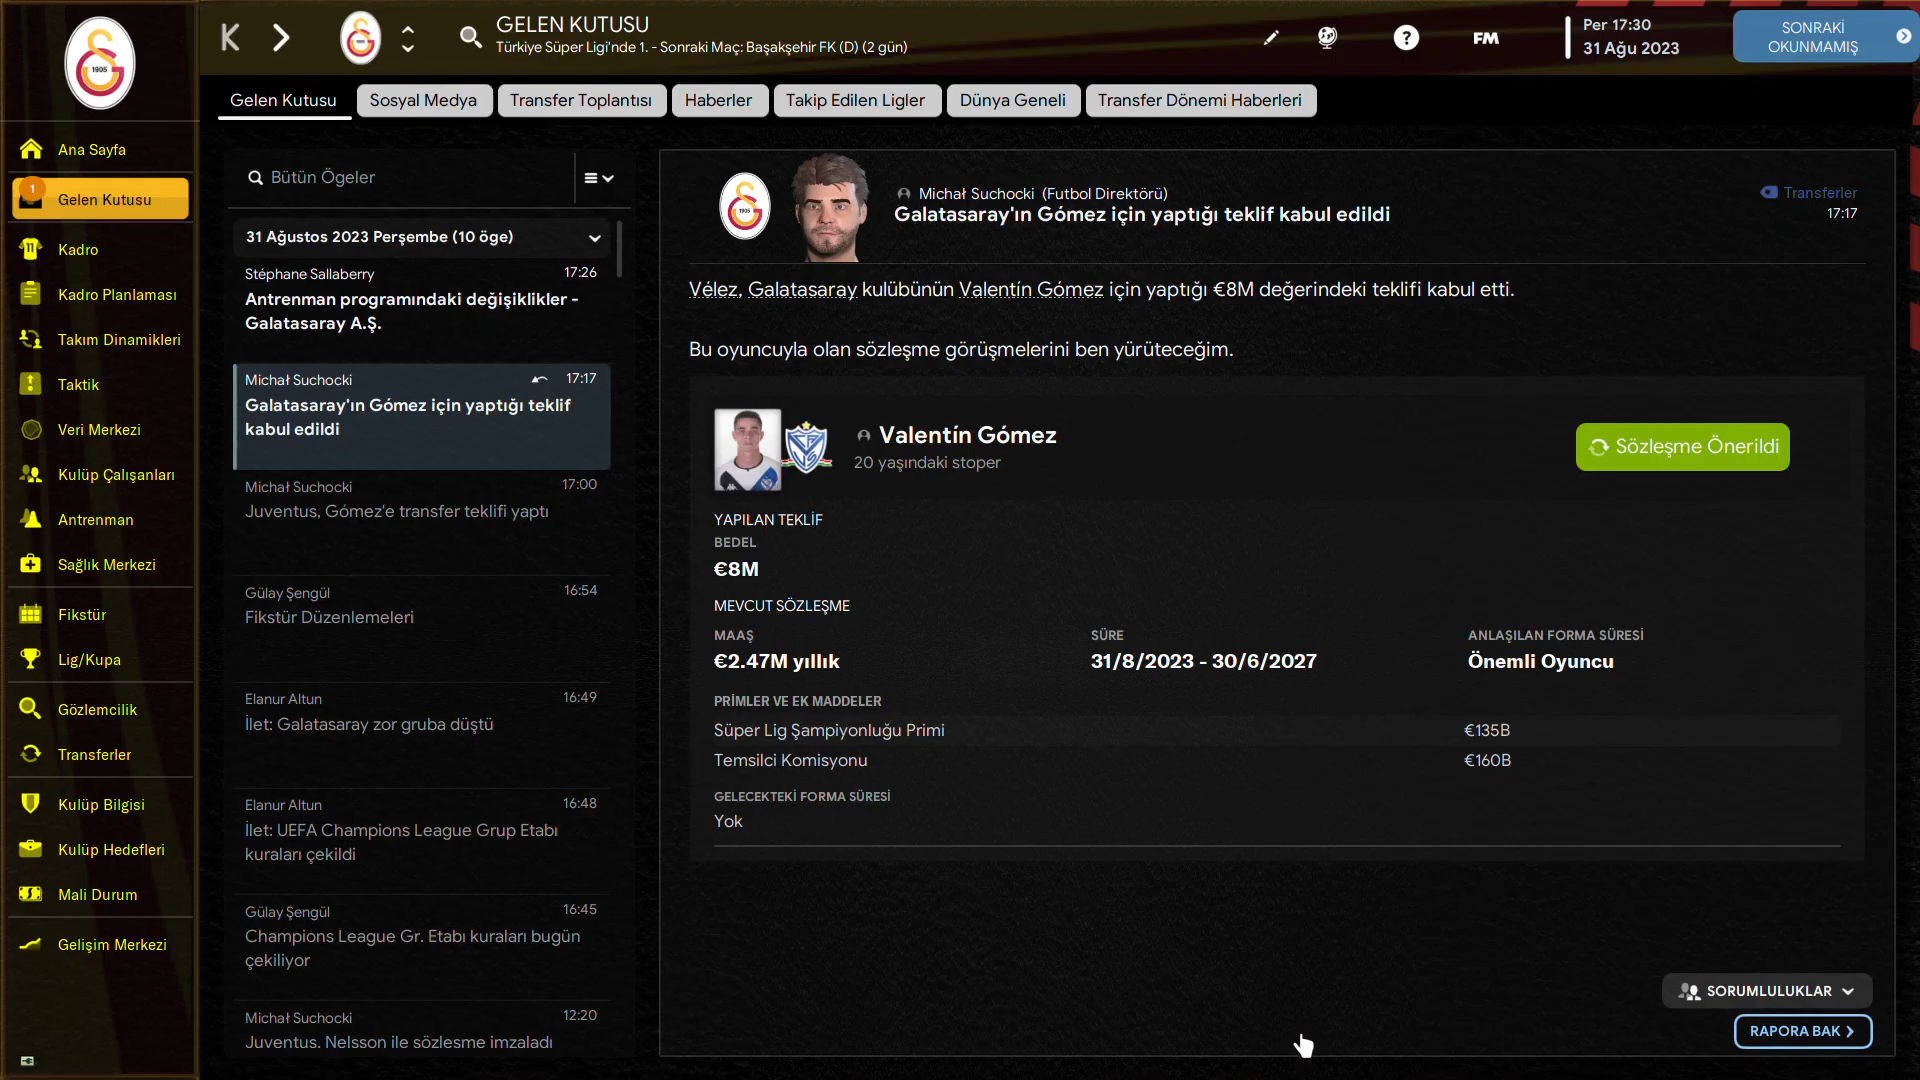 GELEN KUTUSU
Türkiye Süper Ligi'nde 1. - Sonraki Maç: Başakşehir FK (D) (2 gün)
FM
Per 17:30
31 Ağu 2023
SONRAKİ
OKUNMAMIŞ
1905
Gelen Kutusu
Sosyal Medya
Transfer Toplantısı
Haberler
Takip Edilen Ligler
Dünya Geneli
Transfer Dönemi Haberleri
Ana Sayfa
1
Gelen Kutusu
Kadro
Kadro Planlaması
Takım Dinamikleri
Taktik
Veri Merkezi
Kulüp Çalışanları
Antrenman
Sağlık Merkezi
Fikstür
Lig/Kupa
Gözlemcilik
Transferler
Kulüp Bilgisi
Kulüp Hedefleri
Mali Durum
Gelişim Merkezi
Bütün Ögeler
31 Ağustos 2023 Perşembe (10 öge)
Stéphane Sallaberry 17:26
Antrenman programındaki değişiklikler -
Galatasaray A.Ş.
Michał Suchocki 17:17
Galatasaray'ın Gómez için yaptığı teklif
kabul edildi
Michał Suchocki 17:00
Juventus, Gómez'e transfer teklifi yaptı
Gülay Şengül 16:54
Fikstür Düzenlemeleri
Elanur Altun 16:49
İlet: Galatasaray zor gruba düştü
Elanur Altun 16:48
İlet: UEFA Champions League Grup Etabı
kuraları çekildi
Gülay Şengül 16:45
Champions League Gr. Etabı kuraları bugün
çekiliyor
Michał Suchocki 12:20
Juventus, Nelsson ile sözleşme imzaladı
Michał Suchocki (Futbol Direktörü)
Galatasaray'ın Gómez için yaptığı teklif kabul edildi
Transferler
17:17
Vélez, Galatasaray kulübünün Valentín Gómez için yaptığı €8M değerindeki teklifi kabul etti.
Bu oyuncuyla olan sözleşme görüşmelerini ben yürüteceğim.
Valentín Gómez
20 yaşındaki stoper
Sözleşme Önerildi
YAPILAN TEKLİF
BEDEL
€8M
MEVCUT SÖZLEŞME
MAAŞ SÜRE ANLAŞILAN FORMA SÜRESİ
€2.47M yıllık 31/8/2023 - 30/6/2027 Önemli Oyuncu
PRİMLER VE EK MADDELER
Süper Lig Şampiyonluğu Primi €135B
Temsilci Komisyonu €160B
GELECEKTEKİ FORMA SÜRESİ
Yok
SORUMLULUKLAR
RAPORA BAK